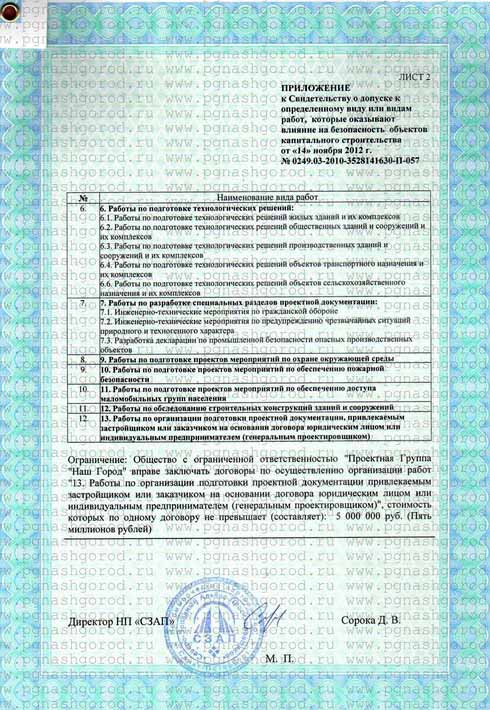 ЛИСТ 2
ПРИЛОЖЕНИЕ
к Свидетельству о допуске к
определенному виду или видам
работ, которые оказывают
влияние на безопасность объектов
капитального строительства
от «14» ноября 2012 г.
№ 0249.03-2010-3528141630-П-057
№ Наименование вида работ
6. 6. Работы по подготовке технологических решений:
6.1. Работы по подготовке технологических решений жилых зданий и их комплексов
6.2. Работы по подготовке технологических решений общественных зданий и сооружений и
их комплексов
6.3. Работы по подготовке технологических решений производственных зданий и
сооружений и их комплексов
6.4. Работы по подготовке технологических решений объектов транспортного назначения и
их комплексов
6.6. Работы по подготовке технологических решений объектов сельскохозяйственного
назначения и их комплексов
7. 7. Работы по разработке специальных разделов проектной документации:
7.1. Инженерно-технические мероприятия по гражданской обороне
7.2. Инженерно-технические мероприятия по предупреждению чрезвычайных ситуаций
природного и техногенного характера
7.3. Разработка декларации по промышленной безопасности опасных производственных
объектов
8. 9. Работы по подготовке проектов мероприятий по охране окружающей среды
9. 10. Работы по подготовке проектов мероприятий по обеспечению пожарной
безопасности
10. 11. Работы по подготовке проектов мероприятий по обеспечению доступа
маломобильных групп населения
11. 12. Работы по обследованию строительных конструкций зданий и сооружений
12 13. Работы по организации подготовки проектной документации, привлекаемым
застройщиком или заказчиком на основании договора юридическим лицом или
индивидуальным предпринимателем (генеральным проектировщиком)
Ограничение: Общество с ограниченной ответственностью "Проектная Группа
"Наш Город" вправе заключать договоры по осуществлению организации работ
"13. Работы по организации подготовки проектной документации привлекаемым
застройщиком или заказчиком на основании договора юридическим лицом или
индивидуальным предпринимателем (генеральным проектировщиком)", стоимость
которых по одному договору не превышает (составляет): 5 000 000 руб. (Пять
миллионов рублей)
Директор НП «СЗАП»
СЗАП
Сорока Д. В.
М. П.
www.pgnashgorod.ru